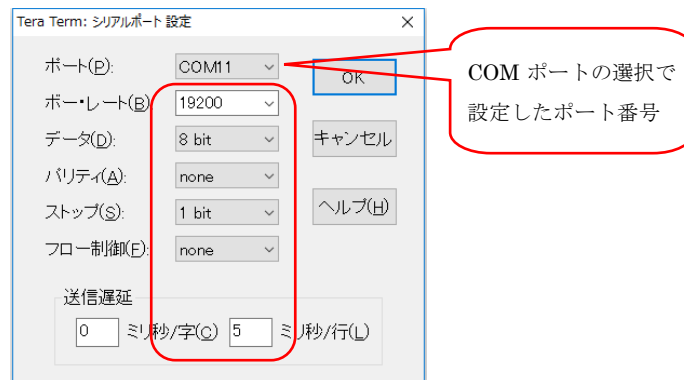 Tera Term: シリアルポート 設定
ポート(P): COM11
OK
COM ポートの選択で
設定したポート番号
ボー・レート(B) 19200
データ(D): 8 bit
キャンセル
パリティ(A): none
ストップ(S): 1 bit
ヘルプ(H)
フロー制御(F): none
送信遅延
0 ミリ秒/字(C) 5 ミリ秒/行(L)